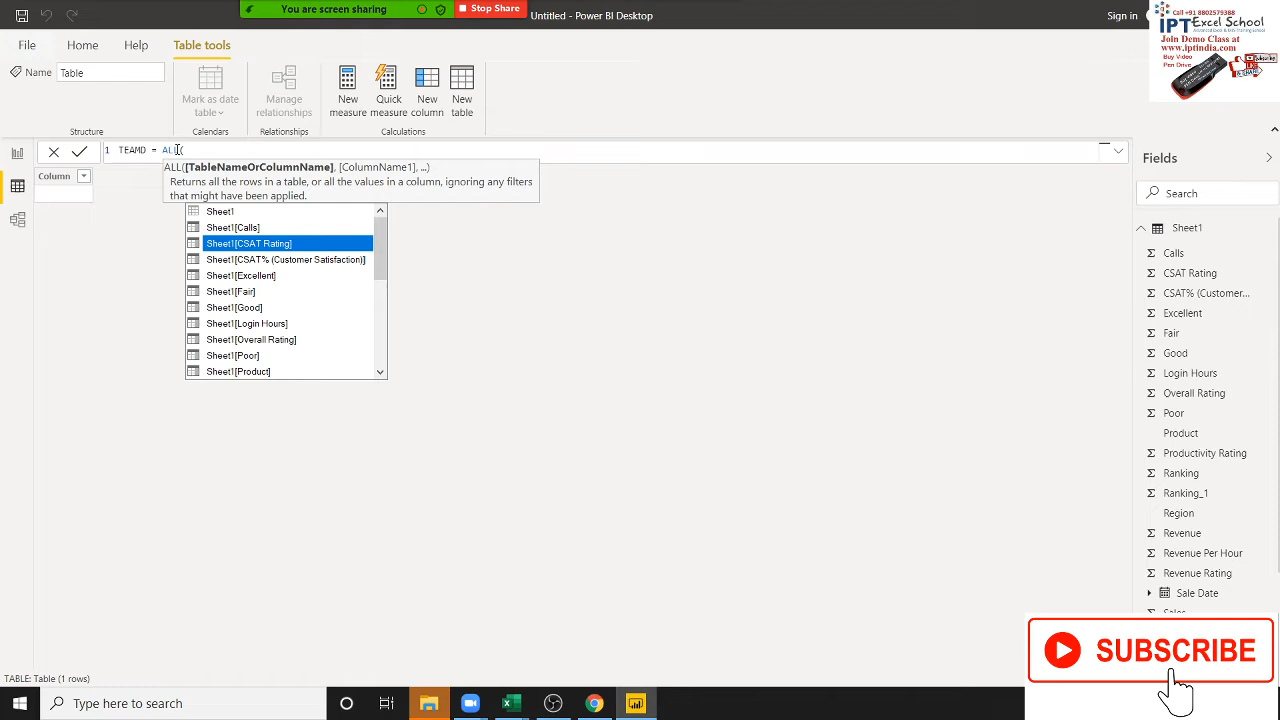 You are screen sharing
Stop Share
Untitled - Power BI Desktop
Sign in
Call +91 8802579388
IPT Excel School
Join Demo Class at
www.iptindia.com
Buy Video
Pen Drive
Subscribe
File
Home
Help
Table tools
Name
Table
Mark as date
table
Manage
relationships
New
measure
Quick
measure
New
column
New
table
Structure
Calendars
Relationships
Calculations
1 TEAMD = ALL(
ALL([TableNameOrColumnName], [ColumnName1], ...)
Returns all the rows in a table, or all the values in a column, ignoring any filters
that might have been applied.
Column
Sheet1
Sheet1[Calls]
Sheet1[CSAT Rating]
Sheet1[CSAT% (Customer Satisfaction)]
Sheet1[Excellent]
Sheet1[Fair]
Sheet1[Good]
Sheet1[Login Hours]
Sheet1[Overall Rating]
Sheet1[Poor]
Sheet1[Product]
Fields
Search
Sheet1
Calls
CSAT Rating
CSAT% (Customer...
Excellent
Fair
Good
Login Hours
Overall Rating
Poor
Product
Productivity Rating
Ranking
Ranking_1
Region
Revenue
Revenue Per Hour
Revenue Rating
Sale Date
Sales
SUBSCRIBE
TABLE: Table (1 rows)
Type here to search